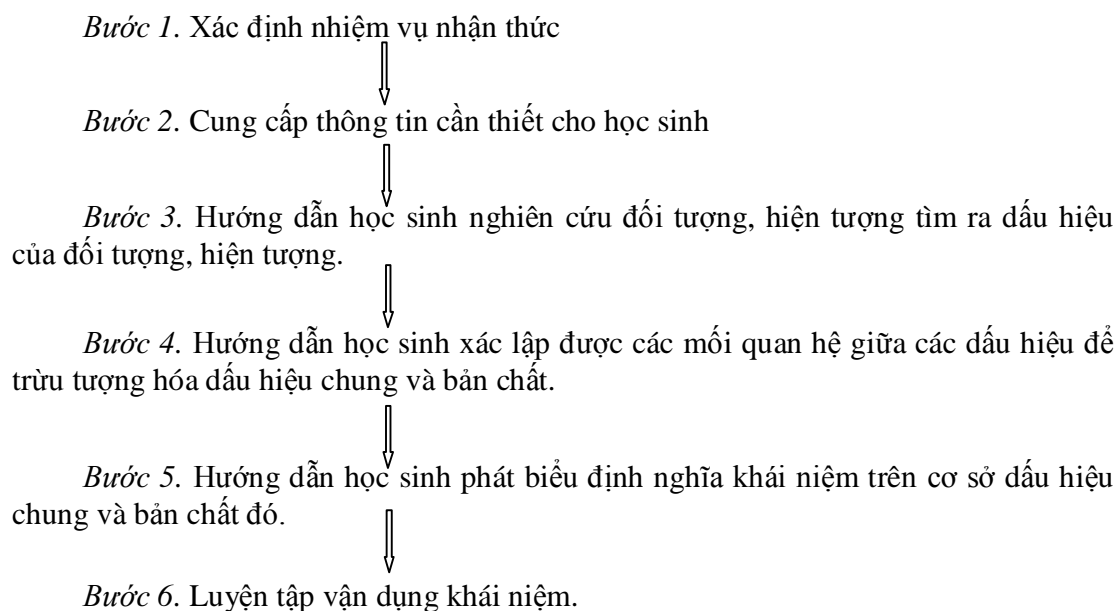 Bước 1. Xác định nhiệm vụ nhận thức
Bước 2. Cung cấp thông tin cần thiết cho học sinh
Bước 3. Hướng dẫn học sinh nghiên cứu đối tượng, hiện tượng tìm ra dấu hiệu
của đối tượng, hiện tượng.
Bước 4. Hướng dẫn học sinh xác lập được các mối quan hệ giữa các dấu hiệu để
trừu tượng hóa dấu hiệu chung và bản chất.
Bước 5. Hướng dẫn học sinh phát biểu định nghĩa khái niệm trên cơ sở dấu hiệu
chung và bản chất đó.
Bước 6. Luyện tập vận dụng khái niệm.